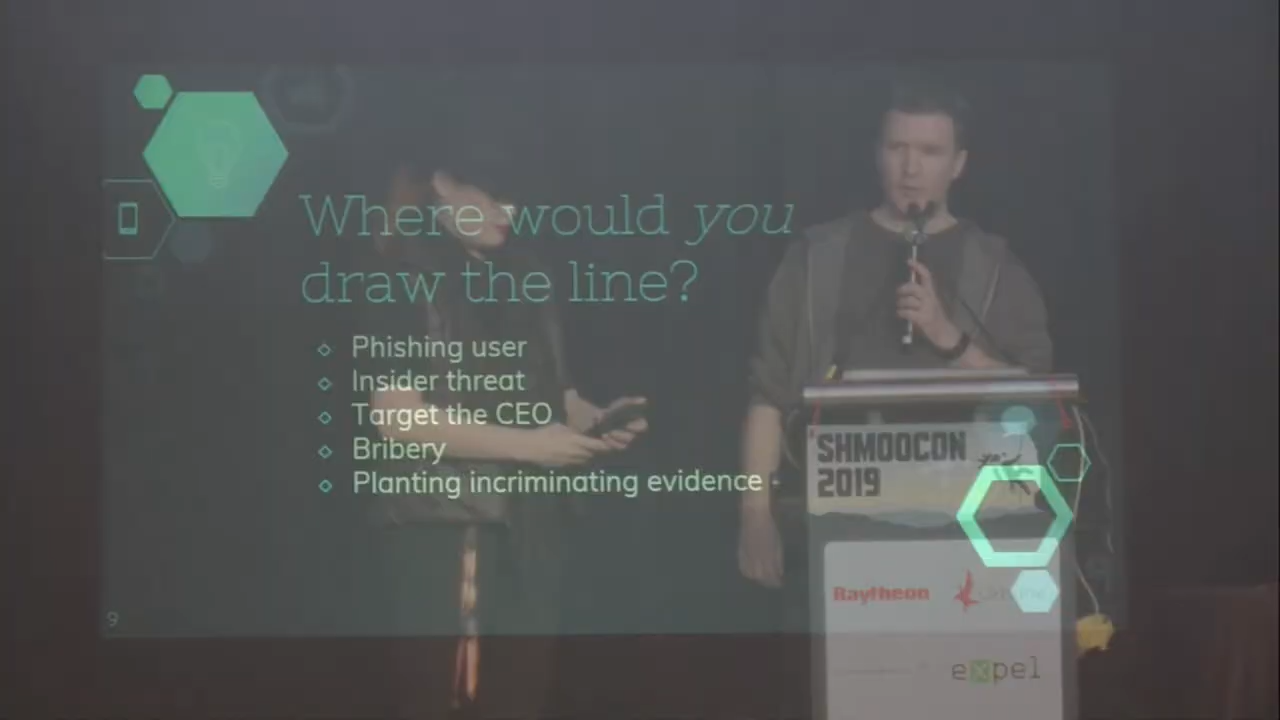 Where would you
draw the line?
Phishing user
Insider threat
Target the CEO
Bribery
Planting incriminating evidence
9
SHMOOCON
2019
Raytheon
expel